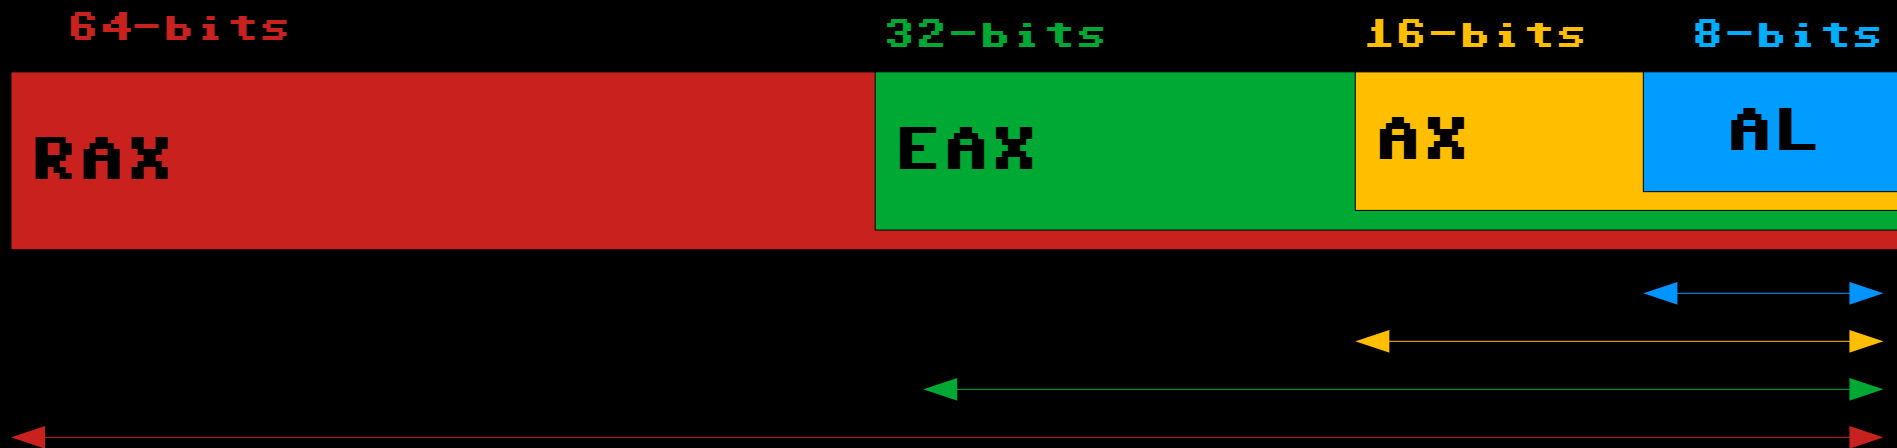 64-bits 32-bits 16-bits 8-bits
RAX EAX AX AL